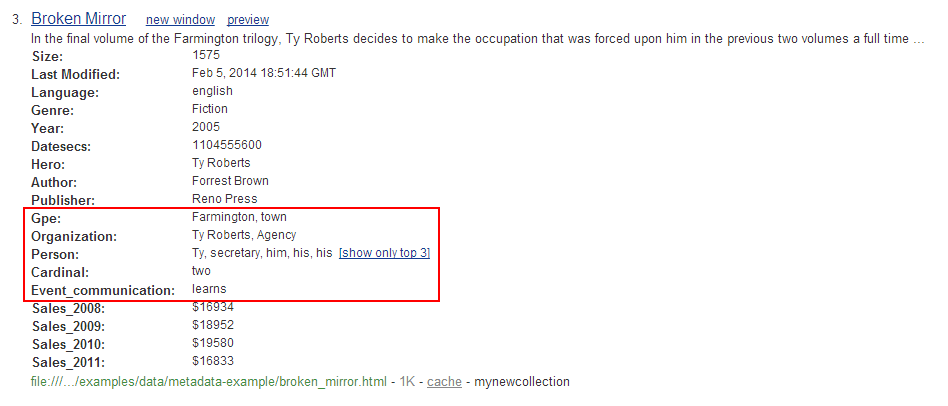 3. Broken Mirror new window preview
In the final volume of the Farmington trilogy, Ty Roberts decides to make the occupation that was forced upon him in the previous two volumes a full time ...
Size: 1575
Last Modified: Feb 5, 2014 18:51:44 GMT
Language: english
Genre: Fiction
Year: 2005
Datesecs: 1104555600
Hero: Ty Roberts
Author: Forrest Brown
Publisher: Reno Press
Gpe: Farmington, town
Organization: Ty Roberts, Agency
Person: Ty, secretary, him, his, his [show only top 3]
Cardinal: two
Event_communication: learns
Sales_2008: $16934
Sales_2009: $18952
Sales_2010: $19580
Sales_2011: $16833
file:///.../examples/data/metadata-example/broken_mirror.html - 1K - cache - mynewcollection